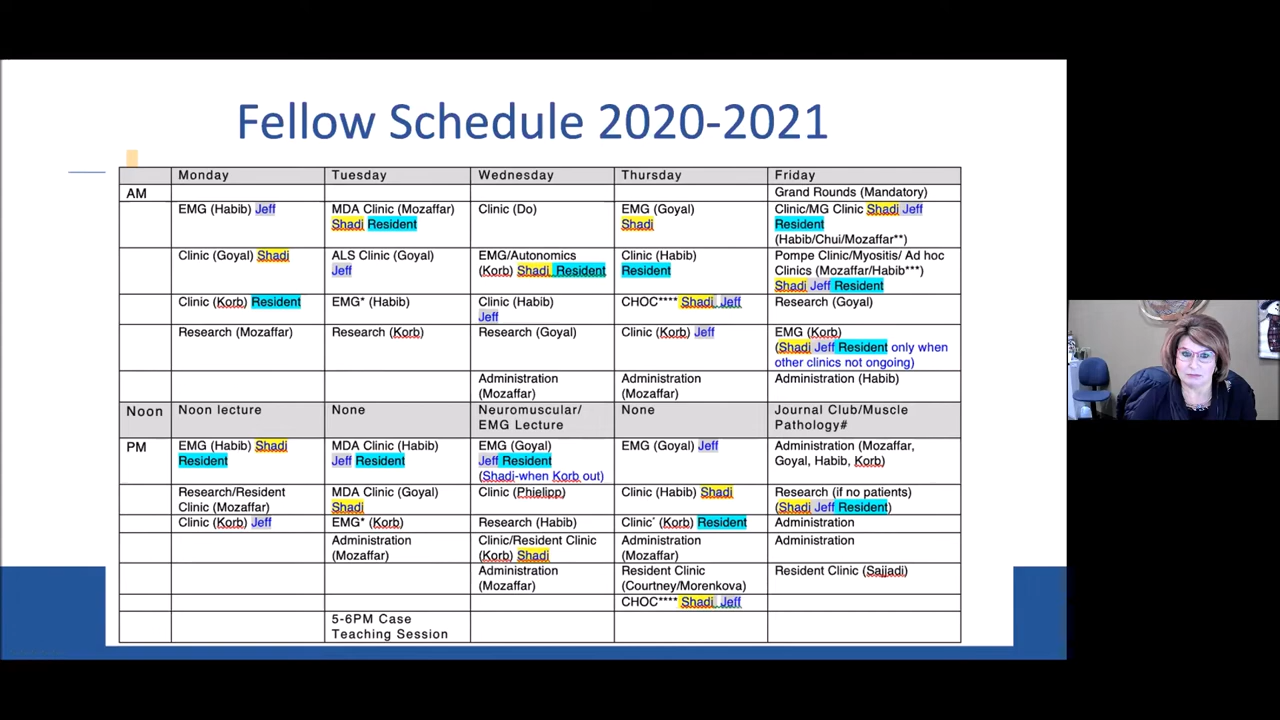 Fellow Schedule 2020-2021
Monday Tuesday Wednesday Thursday Friday
AM Grand Rounds (Mandatory)
EMG (Habib) Jeff
MDA Clinic (Mozaffar)
Shadi Resident
Clinic (Do)
EMG (Goyal)
Shadi
Clinic/MG Clinic Shadi Jeff
Resident
(Habib/Chui/Mozaffar**)
Clinic (Goyal) Shadi
ALS Clinic (Goyal)
Jeff
EMG/Autonomics
(Korb) Shadi Resident
Clinic (Habib)
Resident
Pompe Clinic/Myositis/ Ad hoc
Clinics (Mozaffar/Habib***)
Shadi Jeff Resident
Clinic (Korb) Resident
EMG* (Habib)
Clinic (Habib)
Jeff
CHOC**** Shadi Jeff
Research (Goyal)
Research (Mozaffar)
Research (Korb)
Research (Goyal)
Clinic (Korb) Jeff
EMG (Korb)
(Shadi Jeff Resident only when
other clinics not ongoing)
Administration
(Mozaffar)
Administration
(Mozaffar)
Administration (Habib)
Noon
Noon lecture
None
Neuromuscular/
EMG Lecture
None
Journal Club/Muscle
Pathology#
PM
EMG (Habib) Shadi
Resident
MDA Clinic (Habib)
Jeff Resident
EMG (Goyal)
Jeff Resident
(Shadi-when Korb out)
EMG (Goyal) Jeff
Administration (Mozaffar,
Goyal, Habib, Korb)
Research/Resident
Clinic (Mozaffar)
MDA Clinic (Goyal)
Shadi
Clinic (Phielipp)
Clinic (Habib) Shadi
Research (if no patients)
(Shadi Jeff Resident)
Clinic (Korb) Jeff
EMG* (Korb)
Research (Habib)
Clinic* (Korb) Resident
Administration
Administration
(Mozaffar)
Clinic/Resident Clinic
(Korb) Shadi
Administration
(Mozaffar)
Administration
Administration
(Mozaffar)
Resident Clinic
(Courtney/Morenkova)
Resident Clinic (Sajjadi)
CHOC**** Shadi Jeff
5-6PM Case
Teaching Session